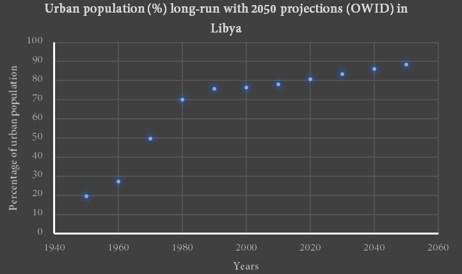 Urban population (%) long-run with 2050 projections (OWID) in
Libya
Percentage of urban population
100
90
80
70
60
50
40
30
20
10
0
1940 1960 1980 2000 2020 2040 2060
Years